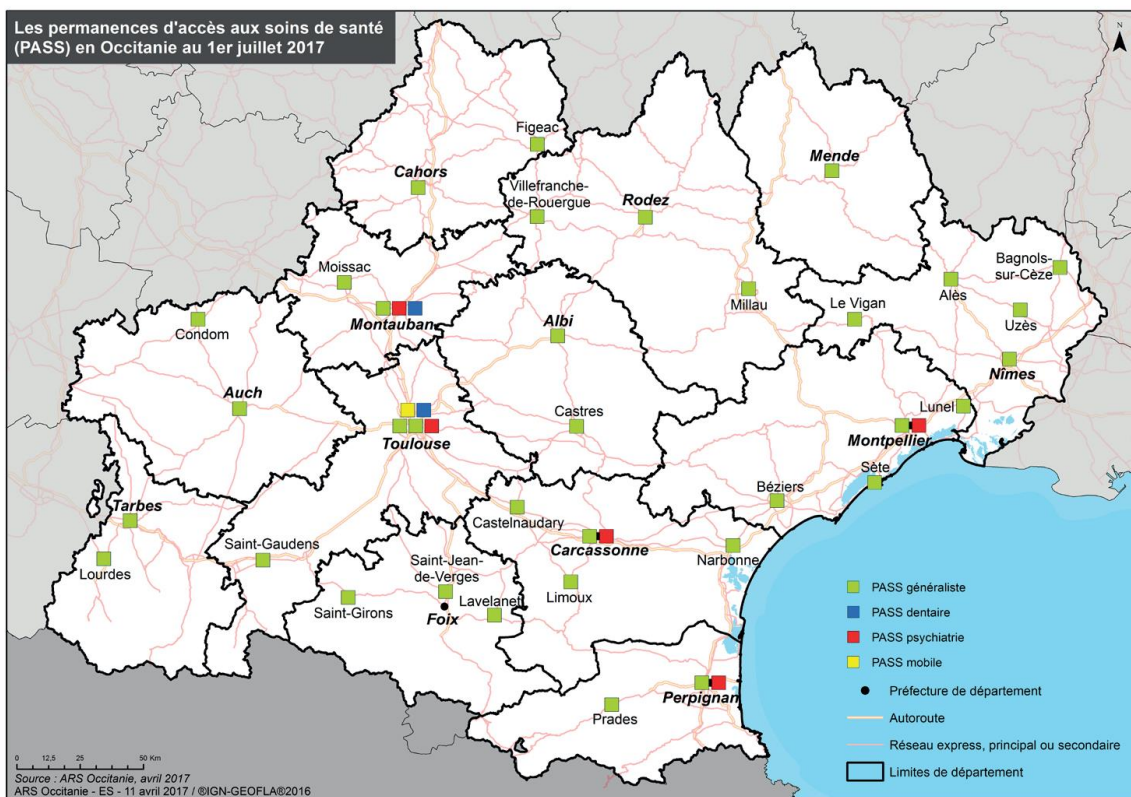 Les permanences d'accès aux soins de santé
(PASS) en Occitanie au 1er juillet 2017
N
Figeac
Cahors
Villefranche-
de-Rouergue
Rodez
Mende
Moissac
Montauban
Condom
Auch
Albi
Millau
Le Vigan
Alès
Bagnols-
sur-Cèze
Uzès
Nîmes
Toulouse
Castres
Lunel
Montpellier
Sète
Béziers
Tarbes
Lourdes
Saint-Gaudens
Castelnaudary
Carcassonne
Narbonne
Saint-Jean-
de-Verges
Saint-Girons
Foix
Lavelanet
Limoux
Perpignan
Prades
PASS généraliste
PASS dentaire
PASS psychiatrie
PASS mobile
Préfecture de département
Autoroute
Réseau express, principal ou secondaire
Limites de département
0 12,5 25 50 Km
Source : ARS Occitanie, avril 2017
ARS Occitanie - ES - 11 avril 2017 / ®IGN-GEOFLA®2016